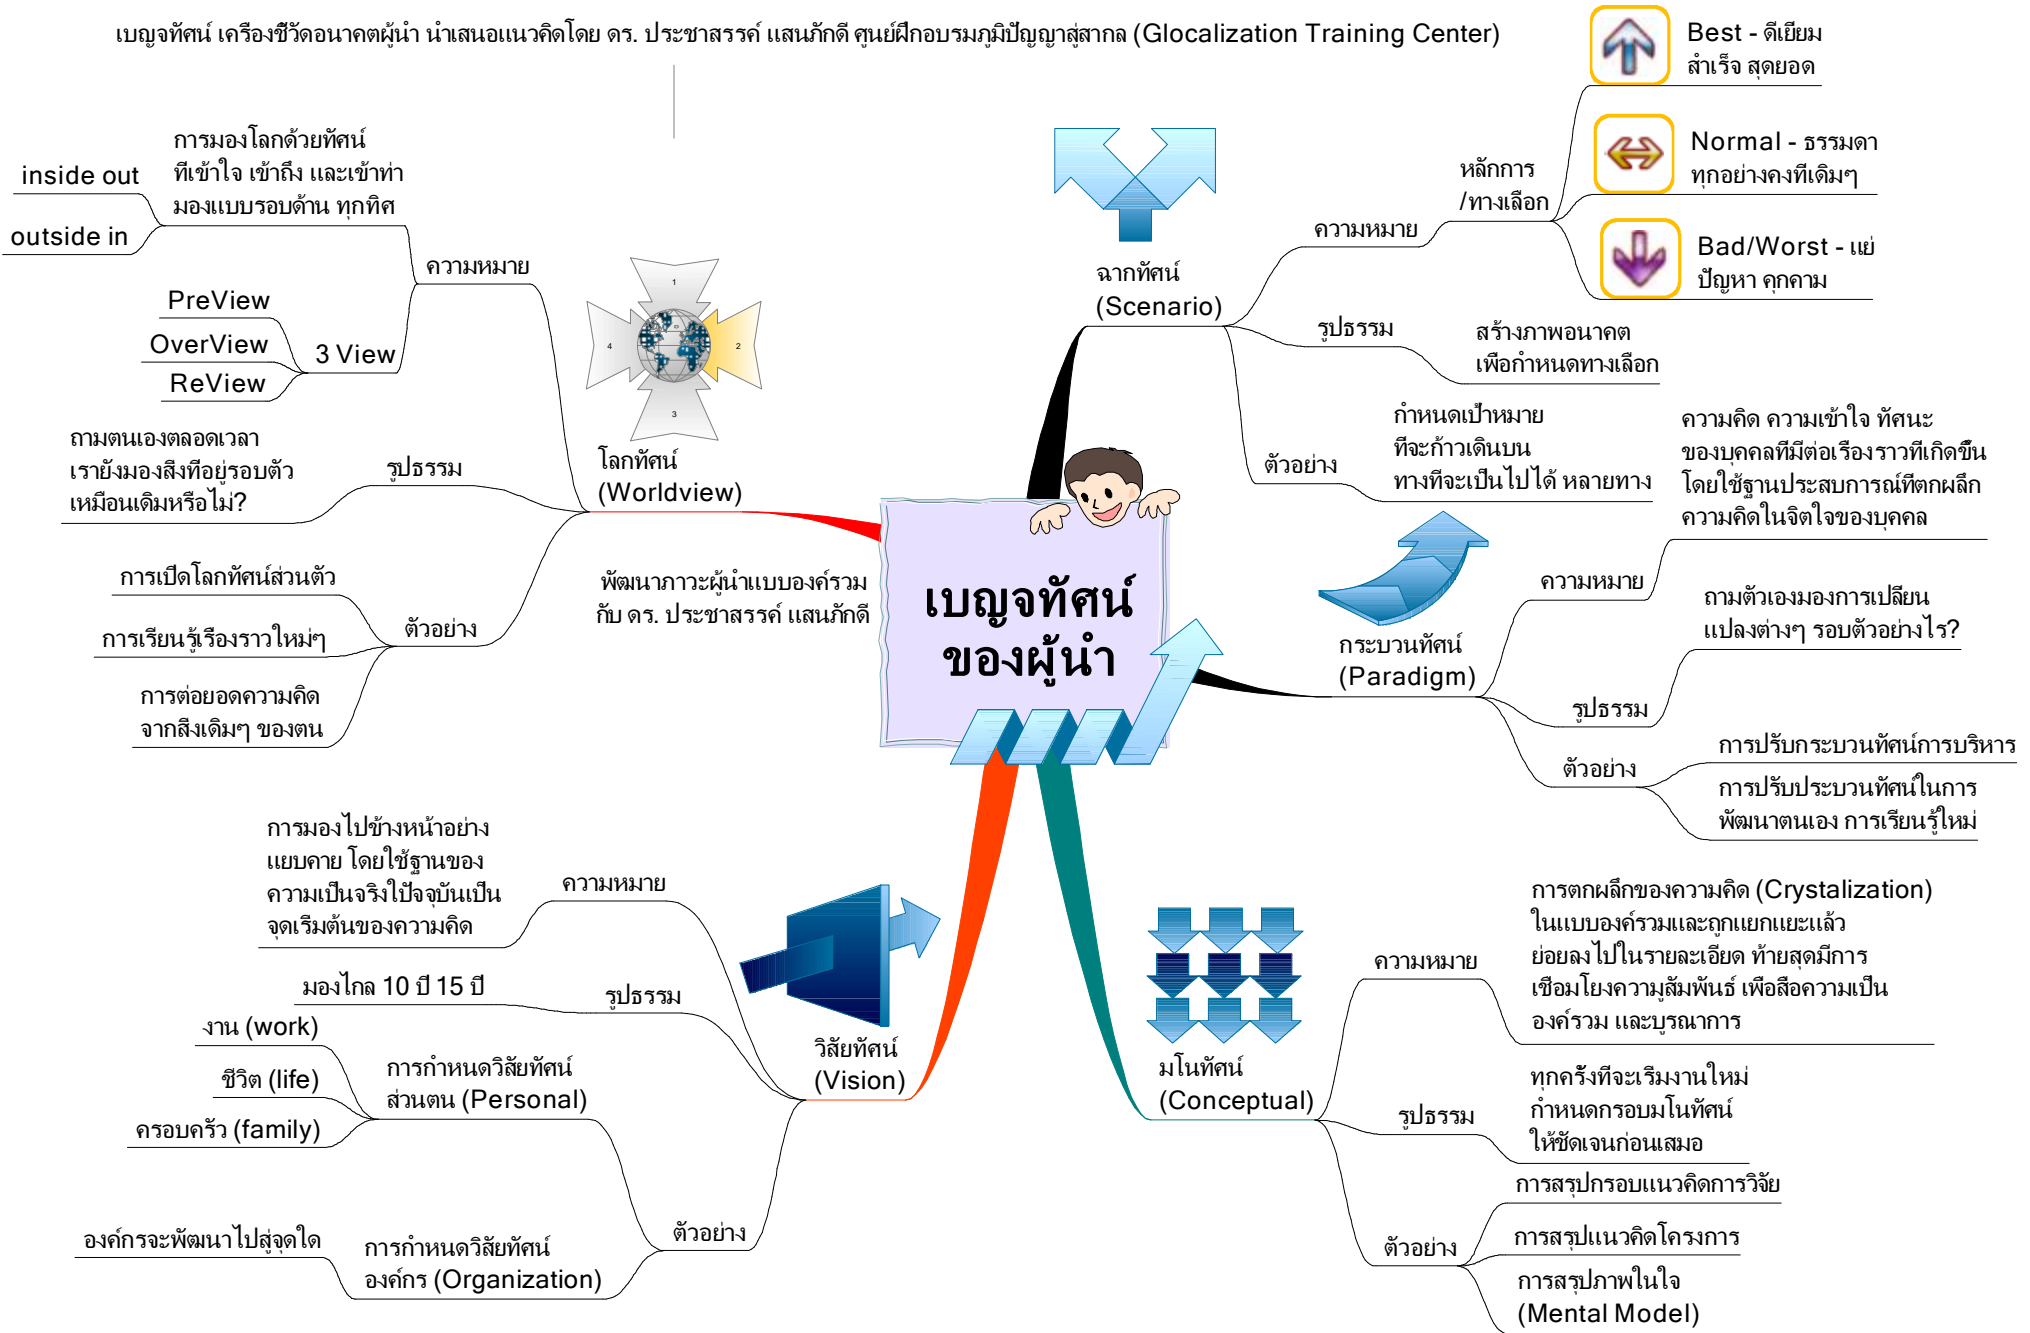 เบญจทัศน์ เครื่องชี้วัดอนาคตผู้นำ นำเสนอแนวคิดโดย ดร. ประชาสรรค์ แสนภักดี ศูนย์ฝึกอบรมภูมิปัญญาสู่สากล (Glocalization Training Center)
เบญจทัศน์
ของผู้นำ
พัฒนาภาวะผู้นำแบบองค์รวม
กับ ดร. ประชาสรรค์ แสนภักดี
ฉากทัศน์
(Scenario)
ความหมาย
หลักการ
/ทางเลือก
Best - ดีเยี่ยม
สำเร็จ สุดยอด
Normal - ธรรมดา
ทุกอย่างคงที่เดิมๆ
Bad/Worst - แย่
ปัญหา คุกคาม
รูปธรรม
สร้างภาพอนาคต
เพื่อกำหนดทางเลือก
ตัวอย่าง
กำหนดเป้าหมาย
ที่จะก้าวเดินบน
ทางที่จะเป็นไปได้ หลายทาง
กระบวนทัศน์
(Paradigm)
ความหมาย
ความคิด ความเข้าใจ ทัศนะ
ของบุคคลที่มีต่อเรื่องราวที่เกิดขึ้น
โดยใช้ฐานประสบการณ์ที่ตกผลึก
ความคิดในจิตใจของบุคคล
รูปธรรม
ถามตัวเองมองการเปลี่ยน
แปลงต่างๆ รอบตัวอย่างไร?
ตัวอย่าง
การปรับกระบวนทัศน์การบริหาร
การปรับประบวนทัศน์ในการ
พัฒนาตนเอง การเรียนรู้ใหม่
มโนทัศน์
(Conceptual)
ความหมาย
การตกผลึกของความคิด (Crystalization)
ในแบบองค์รวมและถูกแยกแยะแล้ว
ย่อยลงไปในรายละเอียด ท้ายสุดมีการ
เชื่อมโยงความุสัมพันธ์ เพื่อสื่อความเป็น
องค์รวม และบูรณาการ
รูปธรรม
ทุกครั้งที่จะเริ่มงานใหม่
กำหนดกรอบมโนทัศน์
ให้ชัดเจนก่อนเสมอ
ตัวอย่าง
การสรุปกรอบแนวคิดการวิจัย
การสรุปแนวคิดโครงการ
การสรุปภาพในใจ
(Mental Model)
วิสัยทัศน์
(Vision)
ความหมาย
การมองไปข้างหน้าอย่าง
แยบคาย โดยใช้ฐานของ
ความเป็นจริงใปัจจุบันเป็น
จุดเริ่มต้นของความคิด
รูปธรรม
มองไกล 10 ปี 15 ปี
ตัวอย่าง
การกำหนดวิสัยทัศน์
ส่วนตน (Personal)
งาน (work)
ชีวิต (life)
ครอบครัว (family)
การกำหนดวิสัยทัศน์
องค์กร (Organization)
องค์กรจะพัฒนาไปสู่จุดใด
โลกทัศน์
(Worldview)
1
2
3
4
ความหมาย
การมองโลกด้วยทัศน์
ที่เข้าใจ เข้าถึง และเข้าท่า
มองแบบรอบด้าน ทุกทิศ
inside out
outside in
3 View
PreView
OverView
ReView
รูปธรรม
ถามตนเองตลอดเวลา
เรายังมองสิ่งที่อยู่รอบตัว
เหมือนเดิมหรือไม่?
ตัวอย่าง
การเปิดโลกทัศน์ส่วนตัว
การเรียนรู้เรื่องราวใหม่ๆ
การต่อยอดความคิด
จากสิ่งเดิมๆ ของตน